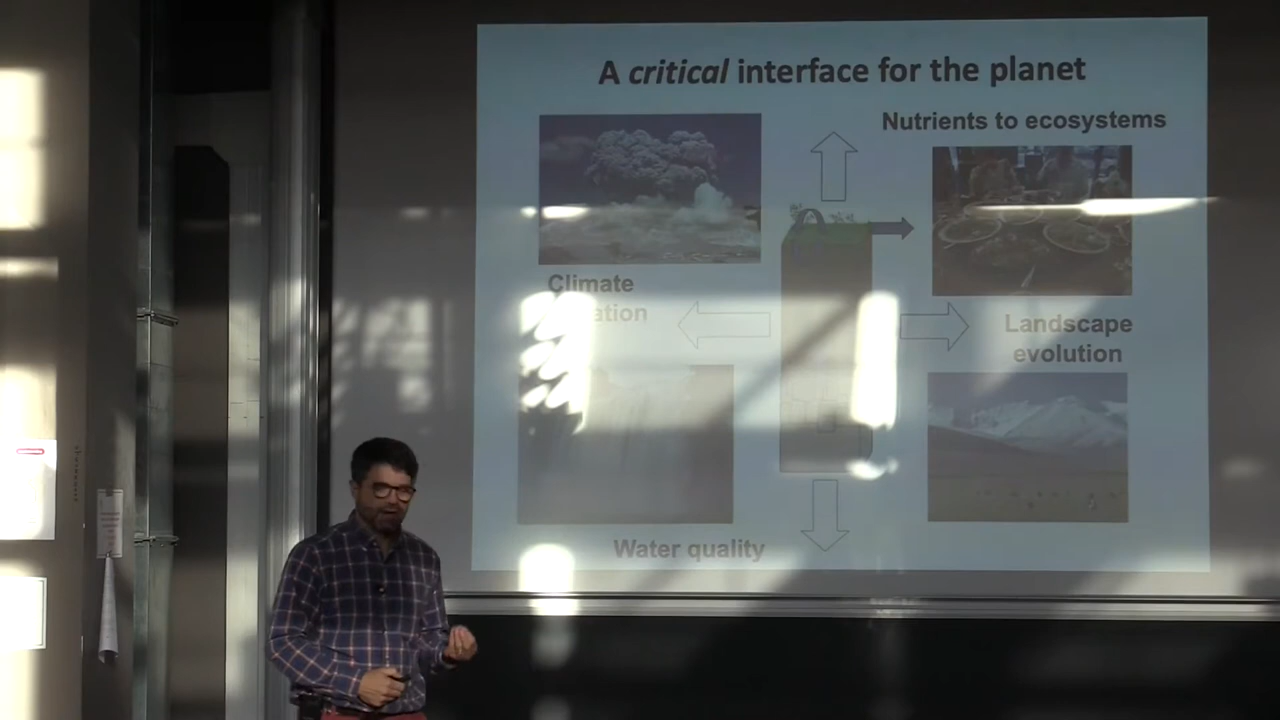 A critical interface for the planet
Nutrients to ecosystems
Climate
Landscape
evolution
Water quality